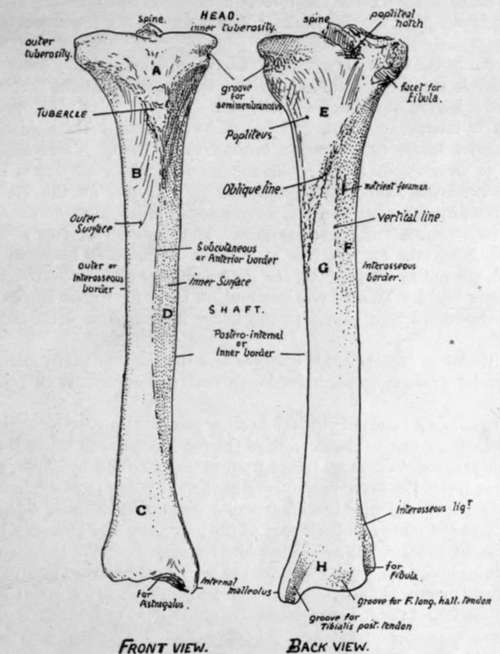 HEAD.
spine.
inner tuberosity.
outer
tuberosity.
A
groove
for
semimembranosus
TUBERCLE
B
Outer
Surface
Subcutaneous
or Anterior border
outer or
Interosseous
border
inner Surface
D
SHAFT.
Postero-internal
or
Inner border
C
for
Astragalus.
Internal
malleolus
FRONT VIEW.
spine
popliteal
notch
facet for
Fibula.
E
Popliteus
Oblique line.
nutrient foramen
vertical line.
F
G
Interosseous
border.
Interosseous ligT
H
for
Fibula.
groove for F. long. hall. tendon
groove for
Tibialis post. tendon
BACK VIEW.